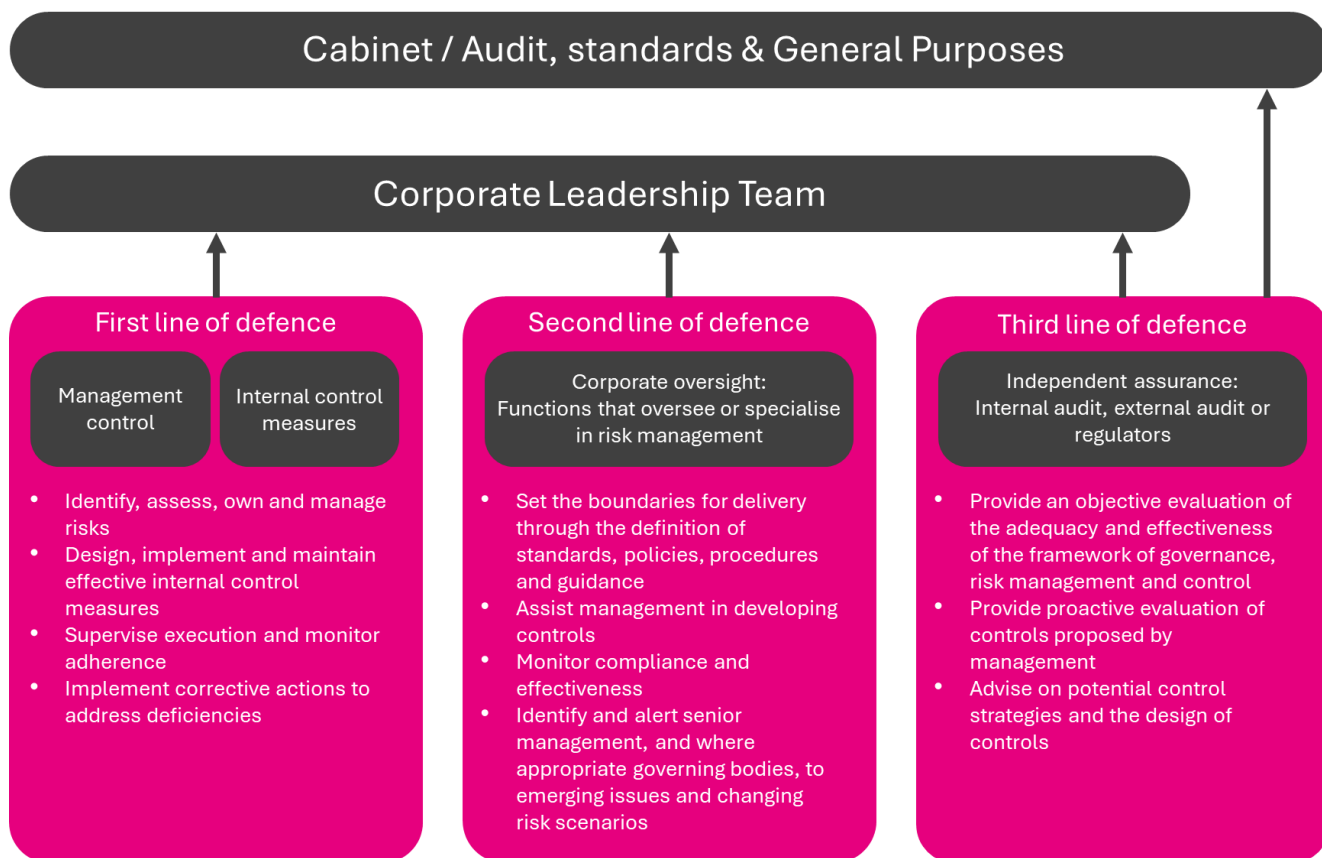 Cabinet / Audit, standards & General Purposes
Corporate Leadership Team
First line of defence
Management
control
Internal control
measures
• Identify, assess, own and manage
risks
• Design, implement and maintain
effective internal control
measures
• Supervise execution and monitor
adherence
• Implement corrective actions to
address deficiencies
Second line of defence
Corporate oversight:
Functions that oversee or specialise
in risk management
• Set the boundaries for delivery
through the definition of
standards, policies, procedures
and guidance
• Assist management in developing
controls
• Monitor compliance and
effectiveness
• Identify and alert senior
management, and where
appropriate governing bodies, to
emerging issues and changing
risk scenarios
Third line of defence
Independent assurance:
Internal audit, external audit or
regulators
• Provide an objective evaluation of
the adequacy and effectiveness
of the framework of governance,
risk management and control
• Provide proactive evaluation of
controls proposed by
management
• Advise on potential control
strategies and the design of
controls